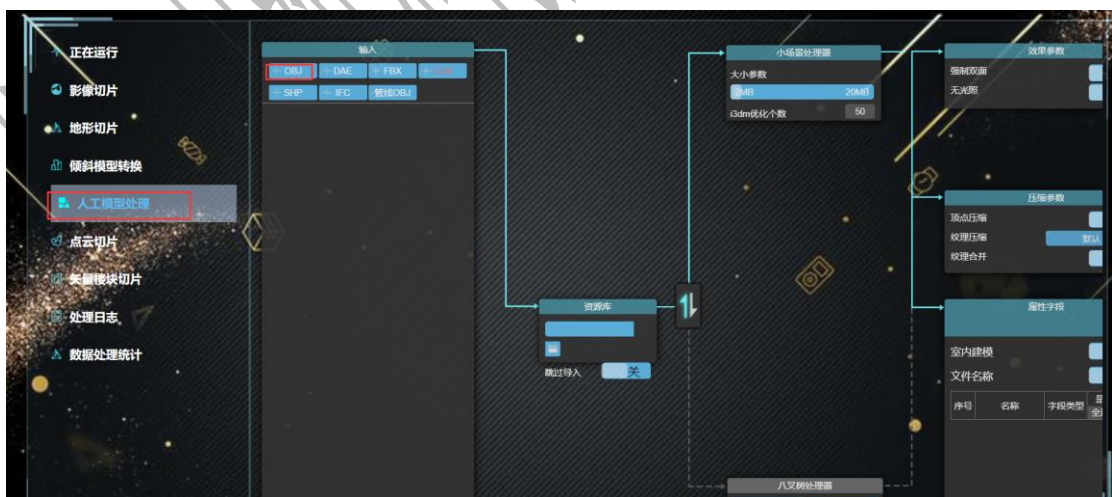 正在运行
影像切片
地形切片
倾斜模型转换
人工模型处理
点云切片
矢量楼块切片
处理日志
数据处理统计
输入
OBJ DAE FBX
SHP IFC 管线OBJ
资源库
跳过导入 关
小场景处理器
大小参数
2MB 20MB
i3dm优化个数 50
八叉树处理器
效果参数
强制双面
无光照
压缩参数
顶点压缩
纹理压缩 默认
纹理合并
属性字段
室内建模
文件名称
序号 名称 字段类型